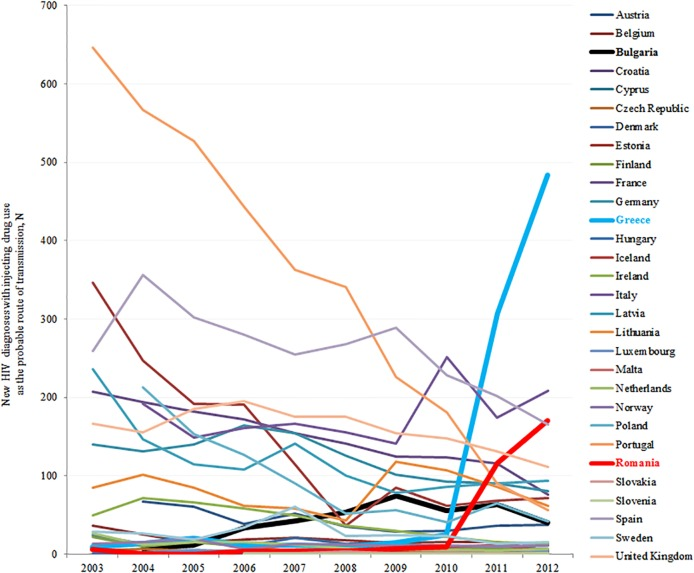 700
600
500
400
300
200
100
0
New HIV diagnoses with injecting drug use
as the probable route of transmission, N
2003 2004 2005 2006 2007 2008 2009 2010 2011 2012
Austria
Belgium
Bulgaria
Croatia
Cyprus
Czech Republic
Denmark
Estonia
Finland
France
Germany
Greece
Hungary
Iceland
Ireland
Italy
Latvia
Lithuania
Luxembourg
Malta
Netherlands
Norway
Poland
Portugal
Romania
Slovakia
Slovenia
Spain
Sweden
United Kingdom